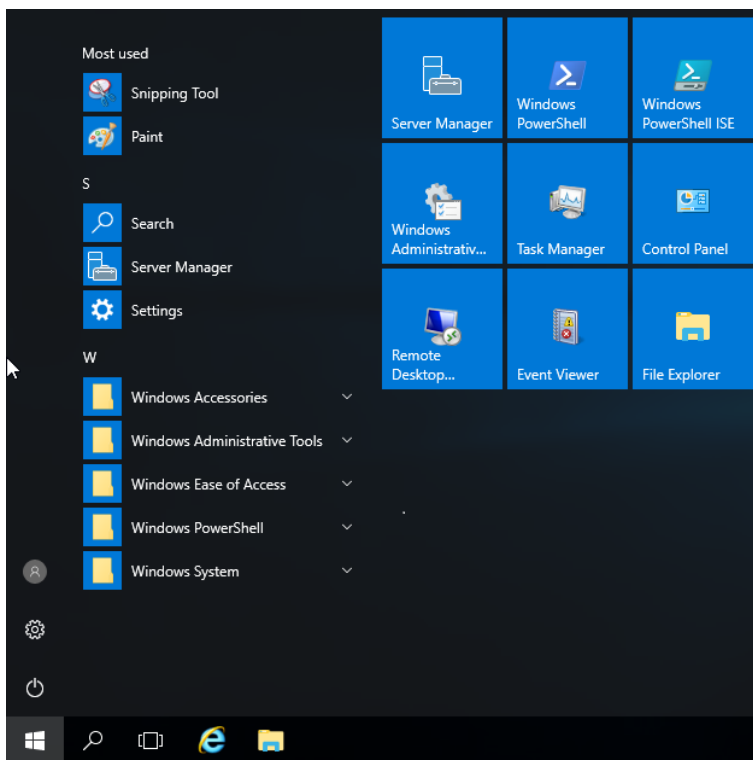 Most used
Snipping Tool
Paint
S
Search
Server Manager
Settings
W
Windows Accessories
Windows Administrative Tools
Windows Ease of Access
Windows PowerShell
Windows System
Server Manager
Windows
PowerShell
Windows
PowerShell ISE
Windows
Administrativ...
Task Manager
Control Panel
Remote
Desktop...
Event Viewer
File Explorer